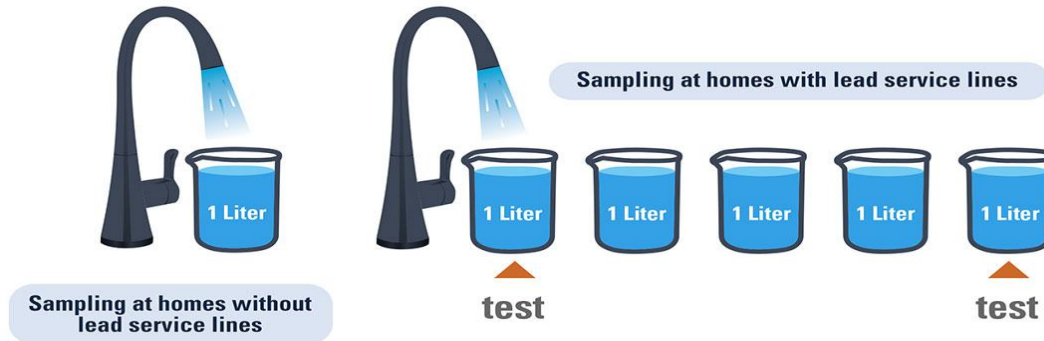 Sampling at homes with lead service lines
1 Liter
1 Liter
1 Liter
1 Liter
1 Liter
1 Liter
Sampling at homes without
lead service lines
test
test